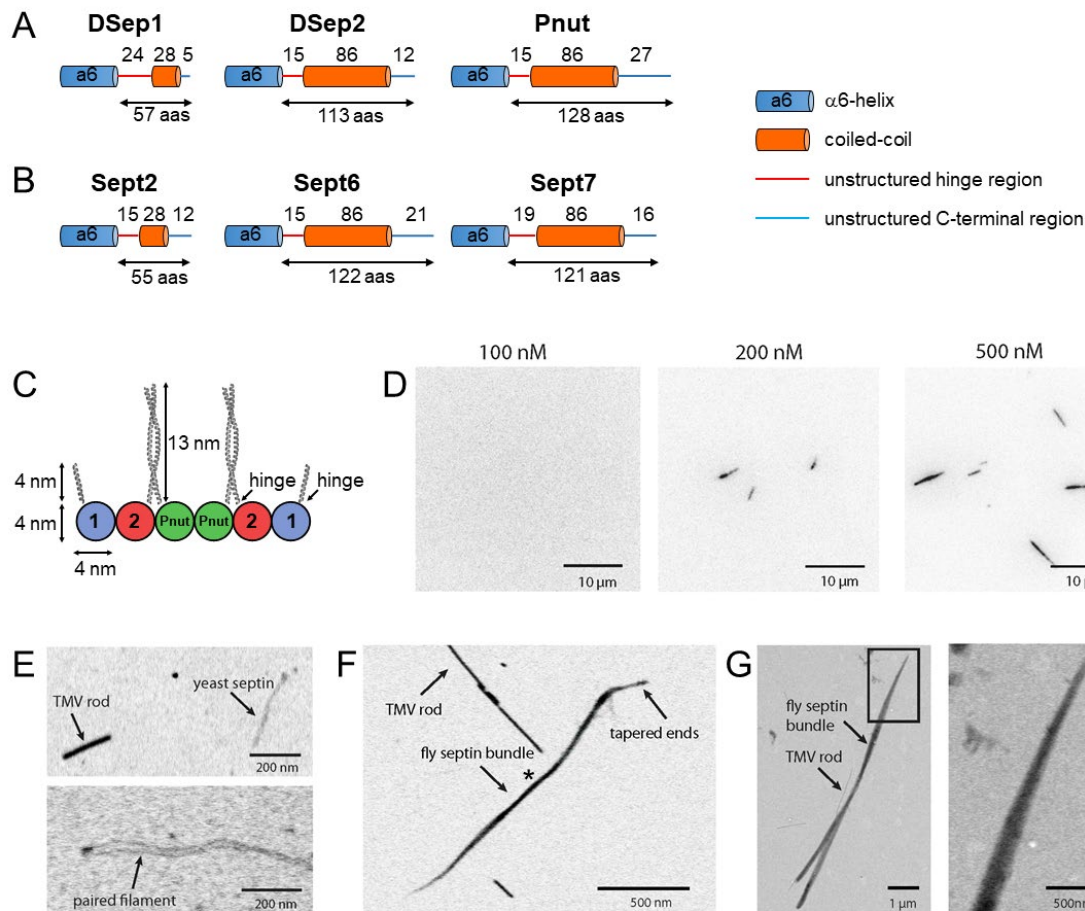 A
DSep1
DSep2
Pnut
24 28 5
15 86 12
15 86 27
a6
a6
a6
57 aas
113 aas
128 aas
a6 α6-helix
coiled-coil
unstructured hinge region
unstructured C-terminal region
B
Sept2
Sept6
Sept7
15 28 12
15 86 21
19 86 16
a6
a6
a6
55 aas
122 aas
121 aas
C
13 nm
4 nm
hinge
hinge
4 nm
1 2 Pnut Pnut 2 1
4 nm
D
100 nM
200 nM
500 nM
10 µm
10 µm
10 µm
E
TMV rod
yeast septin
200 nm
paired filament
200 nm
F
TMV rod
fly septin bundle
*
tapered ends
500 nm
G
fly septin
bundle
TMV rod
1 µm
500nm